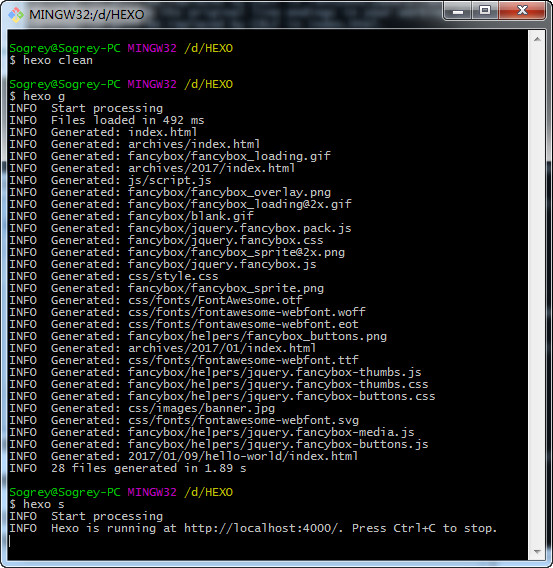 MINGW32:/d/HEXO
Sogrey@Sogrey-PC MINGW32 /d/HEXO
$ hexo clean
Sogrey@Sogrey-PC MINGW32 /d/HEXO
$ hexo g
INFO  Start processing
INFO  Files loaded in 492 ms
INFO  Generated: index.html
INFO  Generated: archives/index.html
INFO  Generated: fancybox/fancybox_loading.gif
INFO  Generated: archives/2017/index.html
INFO  Generated: js/script.js
INFO  Generated: fancybox/fancybox_overlay.png
INFO  Generated: fancybox/fancybox_loading@2x.gif
INFO  Generated: fancybox/blank.gif
INFO  Generated: fancybox/jquery.fancybox.pack.js
INFO  Generated: fancybox/jquery.fancybox.css
INFO  Generated: fancybox/fancybox_sprite@2x.png
INFO  Generated: fancybox/jquery.fancybox.js
INFO  Generated: css/style.css
INFO  Generated: fancybox/fancybox_sprite.png
INFO  Generated: css/fonts/FontAwesome.otf
INFO  Generated: css/fonts/fontawesome-webfont.woff
INFO  Generated: css/fonts/fontawesome-webfont.eot
INFO  Generated: fancybox/helpers/fancybox_buttons.png
INFO  Generated: archives/2017/01/index.html
INFO  Generated: css/fonts/fontawesome-webfont.ttf
INFO  Generated: fancybox/helpers/jquery.fancybox-thumbs.js
INFO  Generated: fancybox/helpers/jquery.fancybox-thumbs.css
INFO  Generated: fancybox/helpers/jquery.fancybox-buttons.css
INFO  Generated: css/images/banner.jpg
INFO  Generated: css/fonts/fontawesome-webfont.svg
INFO  Generated: fancybox/helpers/jquery.fancybox-media.js
INFO  Generated: fancybox/helpers/jquery.fancybox-buttons.js
INFO  Generated: 2017/01/09/hello-world/index.html
INFO  28 files generated in 1.89 s
Sogrey@Sogrey-PC MINGW32 /d/HEXO
$ hexo s
INFO  Start processing
INFO  Hexo is running at http://localhost:4000/. Press Ctrl+C to stop.